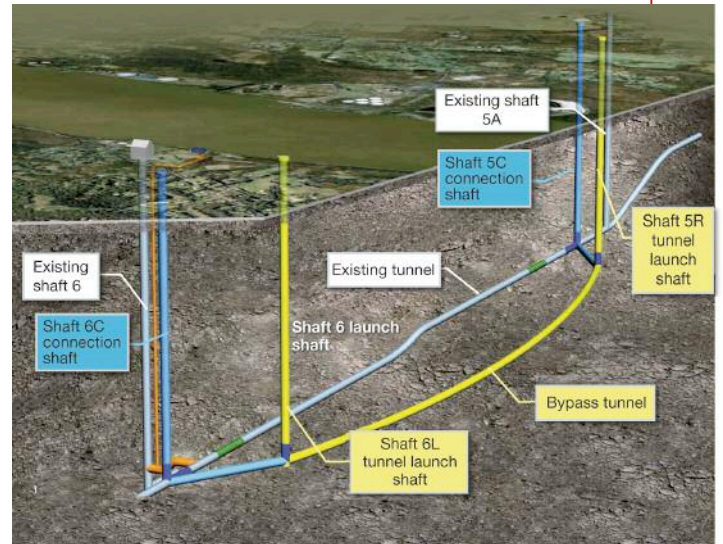 Existing shaft
5A
Shaft 5C
connection
shaft
Shaft 5R
tunnel
launch
shaft
Existing
shaft 6
Existing tunnel
Shaft 6C
connection
shaft
Shaft 6 launch
shaft
Bypass tunnel
Shaft 6L
tunnel launch
shaft